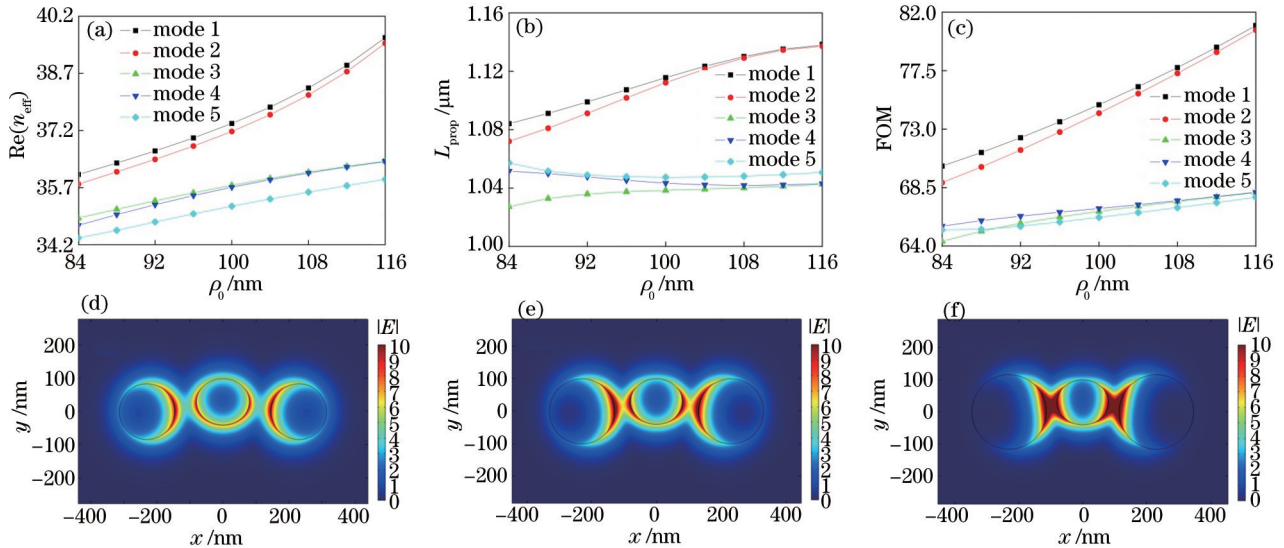 (a)
40.2
38.7
37.2
35.7
34.2
Re(n_eff)
mode 1
mode 2
mode 3
mode 4
mode 5
84 92 100 108 116
ρ₀/nm
(b)
1.16
1.12
1.08
1.04
1.00
L_prop/μm
mode 1
mode 2
mode 3
mode 4
mode 5
84 92 100 108 116
ρ₀/nm
(c)
82.0
77.5
73.0
68.5
64.0
FOM
mode 1
mode 2
mode 3
mode 4
mode 5
84 92 100 108 116
ρ₀/nm
(d)
200
100
0
−100
−200
y/nm
−400 −200 0 200 400
x/nm
|E|
10
9
8
7
6
5
4
3
2
1
0
(e)
200
100
0
−100
−200
y/nm
−400 −200 0 200 400
x/nm
|E|
10
9
8
7
6
5
4
3
2
1
0
(f)
200
100
0
−100
−200
y/nm
−400 −200 0 200 400
x/nm
|E|
10
9
8
7
6
5
4
3
2
1
0